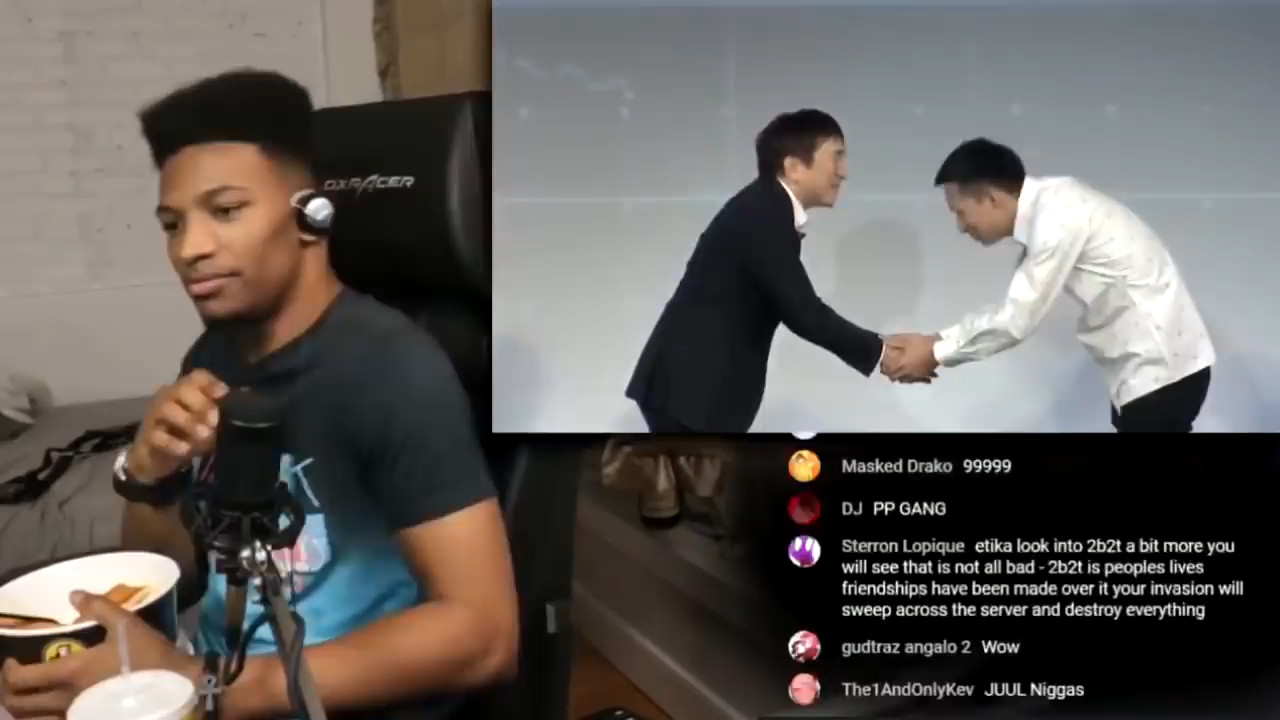 DXRACER
K
Masked Drako 99999
DJ PP GANG
Sterron Lopique etika look into 2b2t a bit more you
will see that is not all bad - 2b2t is peoples lives
friendships have been made over it your invasion will
sweep across the server and destroy everything
gudtraz angalo 2 Wow
The1AndOnlyKev JUUL Niggas